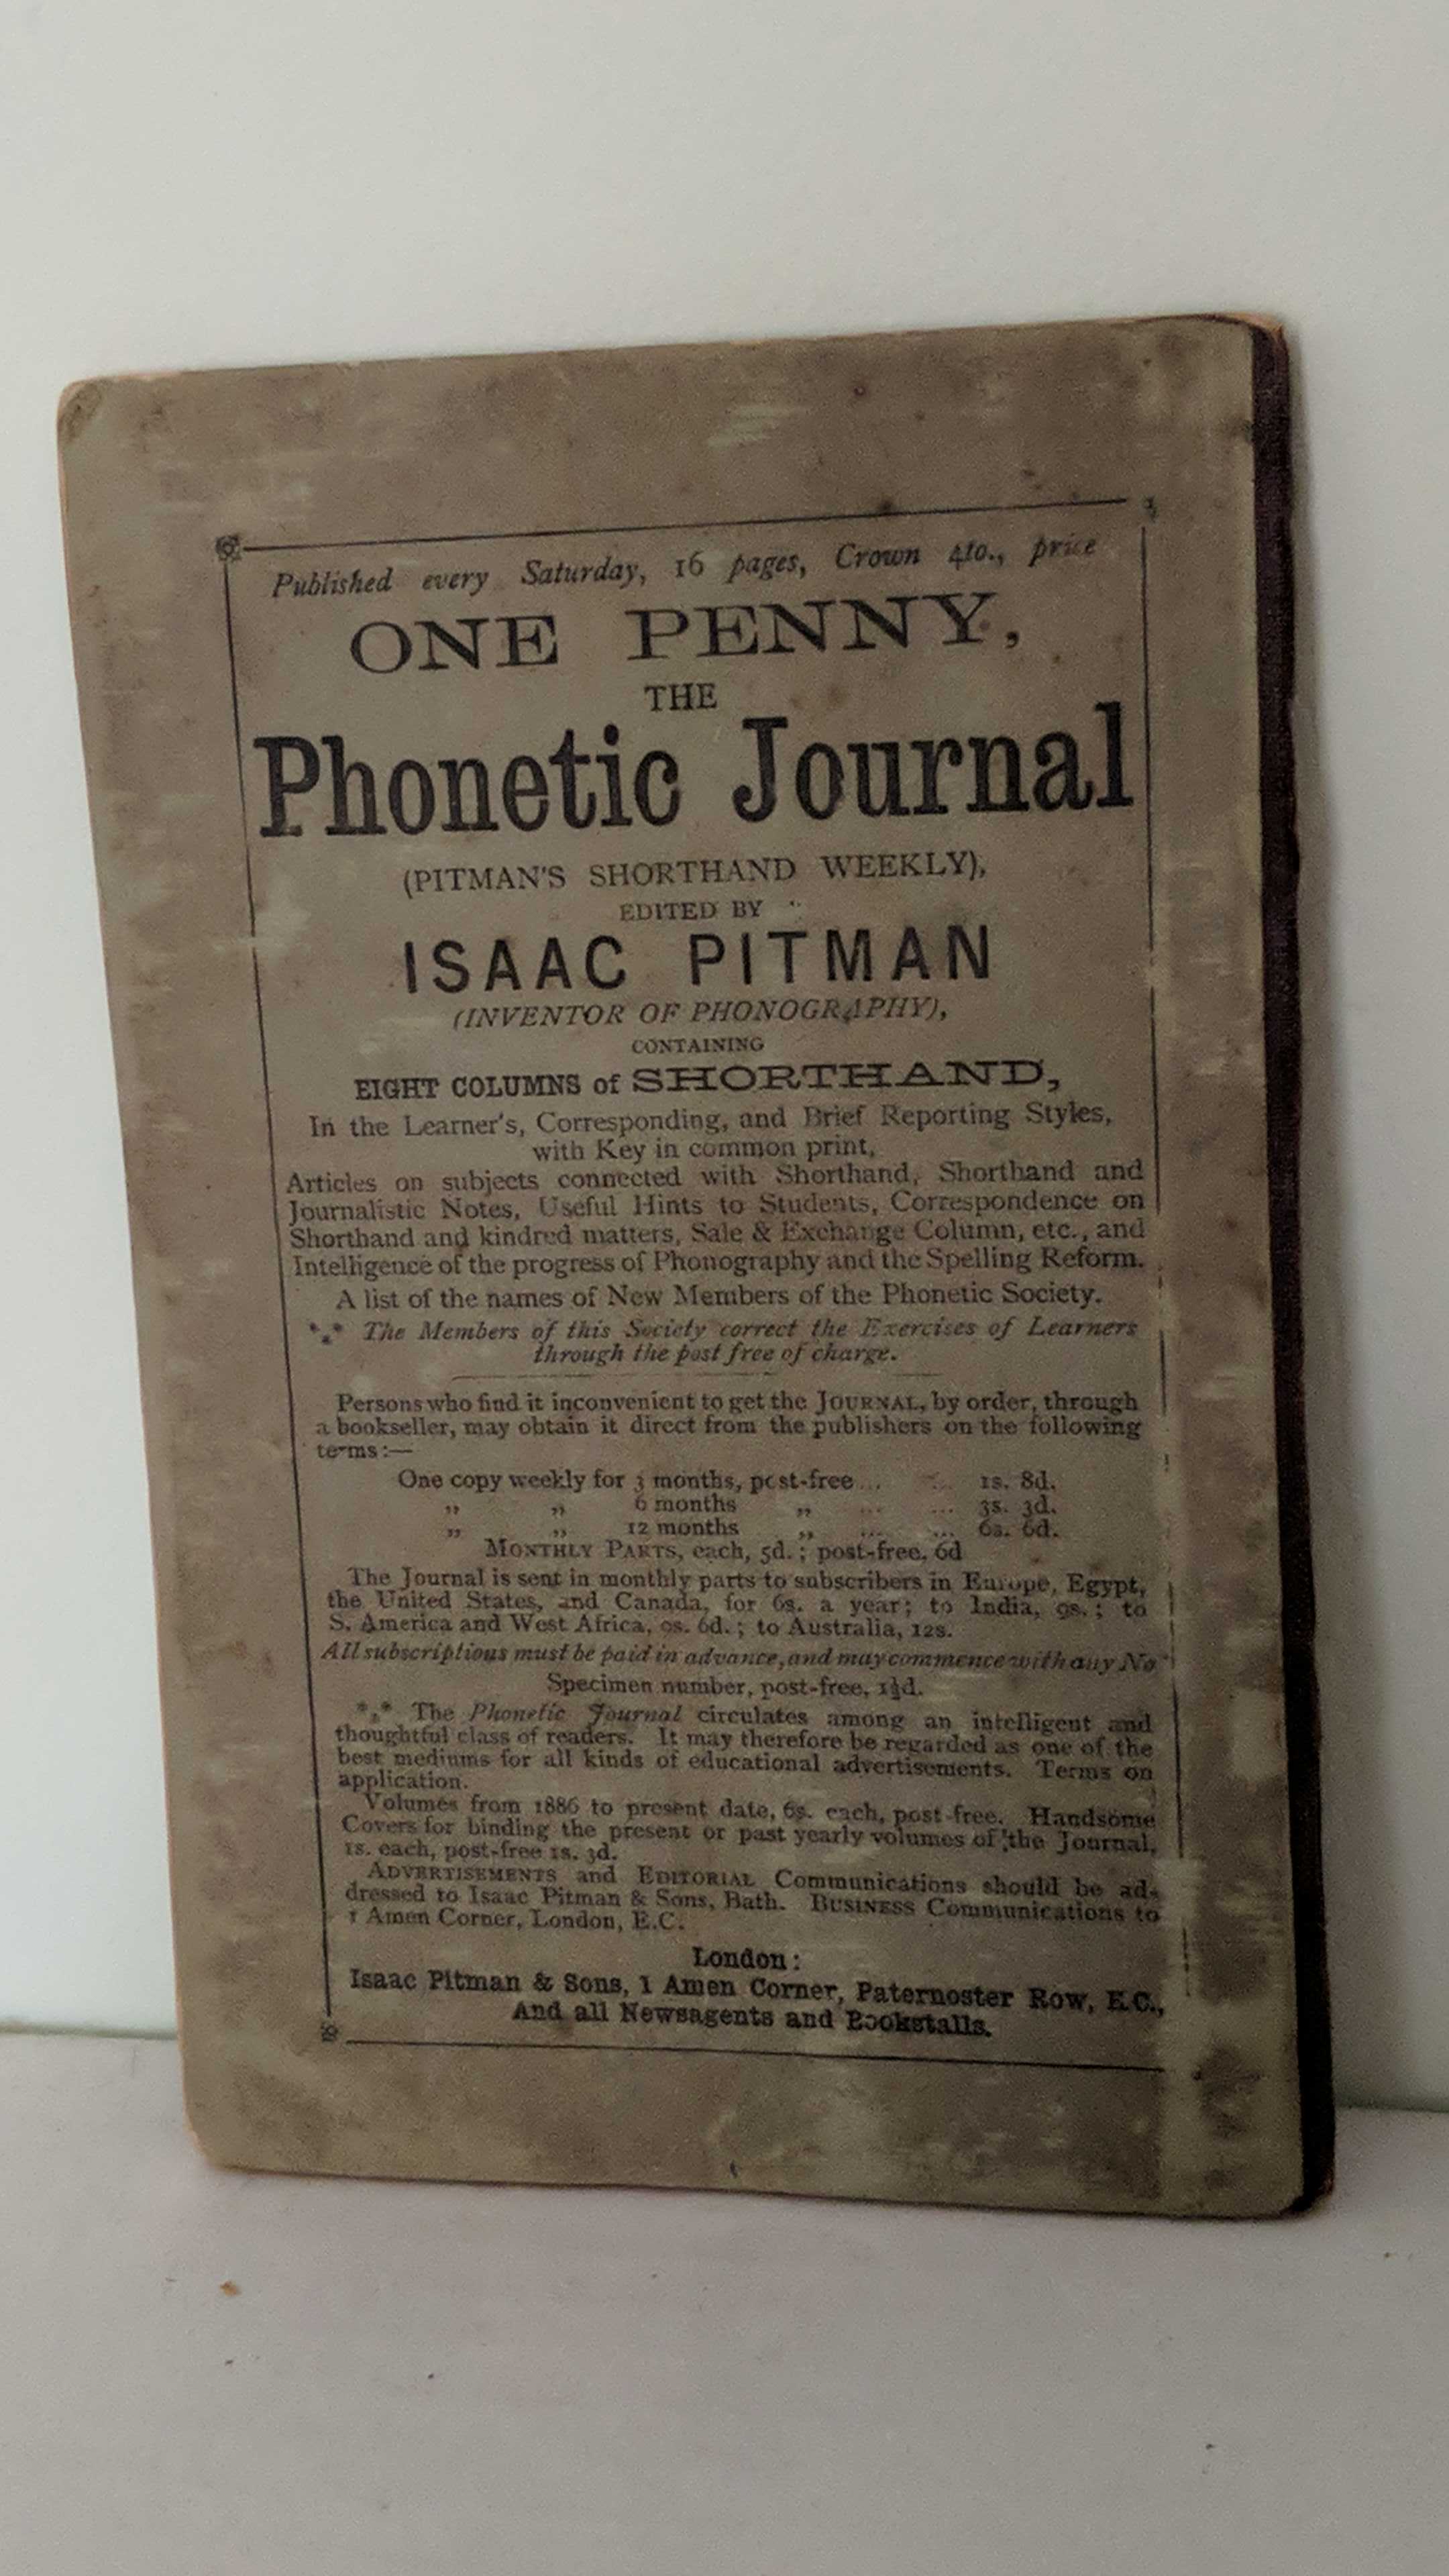 Published every Saturday, 16 pages, Crown 4to., price
ONE PENNY,
THE
Phonetic Journal
(PITMAN'S SHORTHAND WEEKLY),
EDITED BY
ISAAC PITMAN
(INVENTOR OF PHONOGRAPHY),
CONTAINING
EIGHT COLUMNS of SHORTHAND,
In the Learner's, Corresponding, and Brief Reporting Styles,
with Key in common print,
Articles on subjects connected with Shorthand, Shorthand and
Journalistic Notes, Useful Hints to Students, Correspondence on
Shorthand and kindred matters, Sale & Exchange Column, etc., and
Intelligence of the progress of Phonography and the Spelling Reform.
A list of the names of New Members of the Phonetic Society.
*⁎* The Members of this Society correct the Exercises of Learners
through the post free of charge.
Persons who find it inconvenient to get the JOURNAL, by order, through
a bookseller, may obtain it direct from the publishers on the following
terms:—
One copy weekly for 3 months, post-free ... ... 1s. 8d.
„ „ 6 months „ ... ... 3s. 3d.
„ „ 12 months „ ... ... 6s. 6d.
MONTHLY PARTS, each, 5d.; post-free, 6d
The Journal is sent in monthly parts to subscribers in Europe, Egypt,
the United States, and Canada, for 6s. a year; to India, 9s.; to
S. America and West Africa, 9s. 6d.; to Australia, 12s.
All subscriptions must be paid in advance, and may commence with any No
Specimen number, post-free, 1½d.
*⁎* The Phonetic Journal circulates among an intelligent and
thoughtful class of readers. It may therefore be regarded as one of the
best mediums for all kinds of educational advertisements. Terms on
application.
Volumes from 1886 to present date, 6s. each, post-free. Handsome
Covers for binding the present or past yearly volumes of the Journal,
1s. each, post-free 1s. 3d.
ADVERTISEMENTS and EDITORIAL Communications should be ad-
dressed to Isaac Pitman & Sons, Bath. BUSINESS Communications to
1 Amen Corner, London, E.C.
London:
Isaac Pitman & Sons, 1 Amen Corner, Paternoster Row, E.C.,
And all Newsagents and Bookstalls.